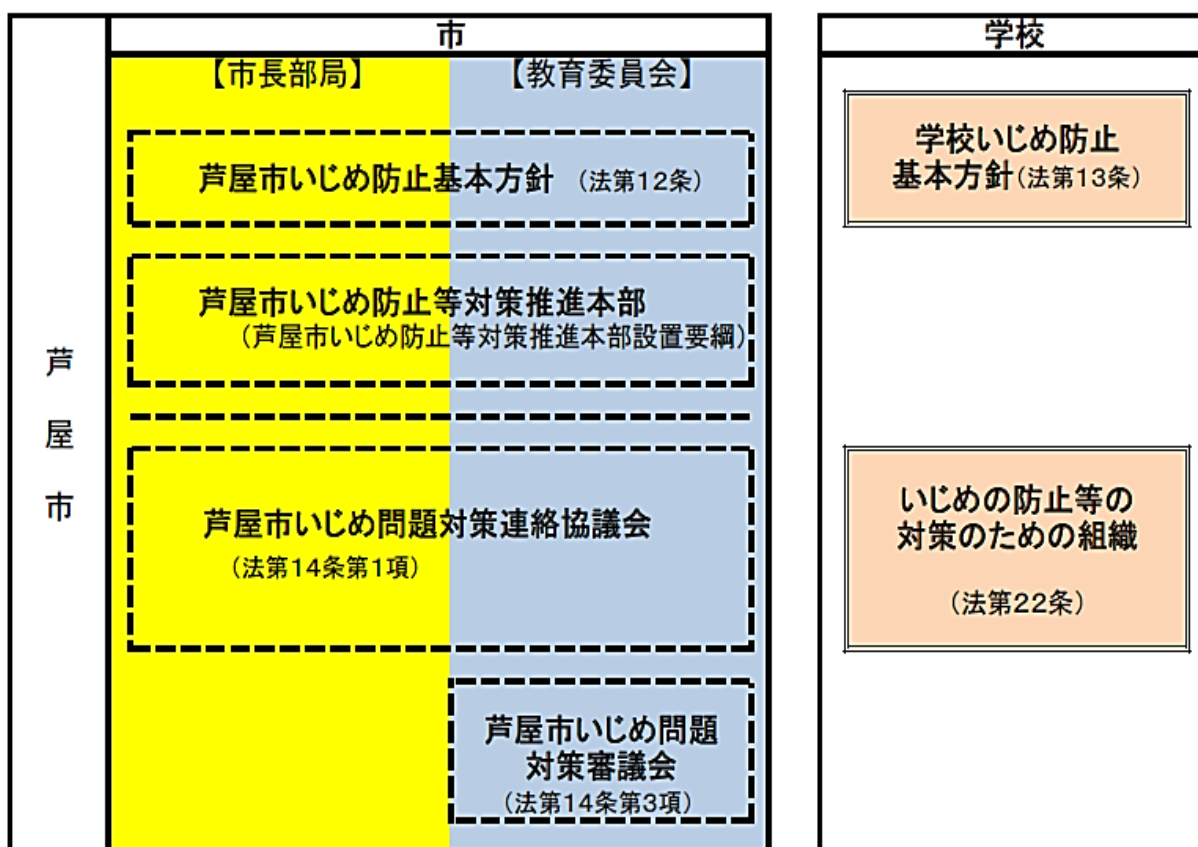 市
学校
【市長部局】
【教育委員会】
芦屋市
芦屋市いじめ防止基本方針 (法第12条)
芦屋市いじめ防止等対策推進本部
(芦屋市いじめ防止等対策推進本部設置要綱)
芦屋市いじめ問題対策連絡協議会
(法第14条第1項)
芦屋市いじめ問題
対策審議会
(法第14条第3項)
学校いじめ防止
基本方針(法第13条)
いじめの防止等の
対策のための組織
(法第22条)